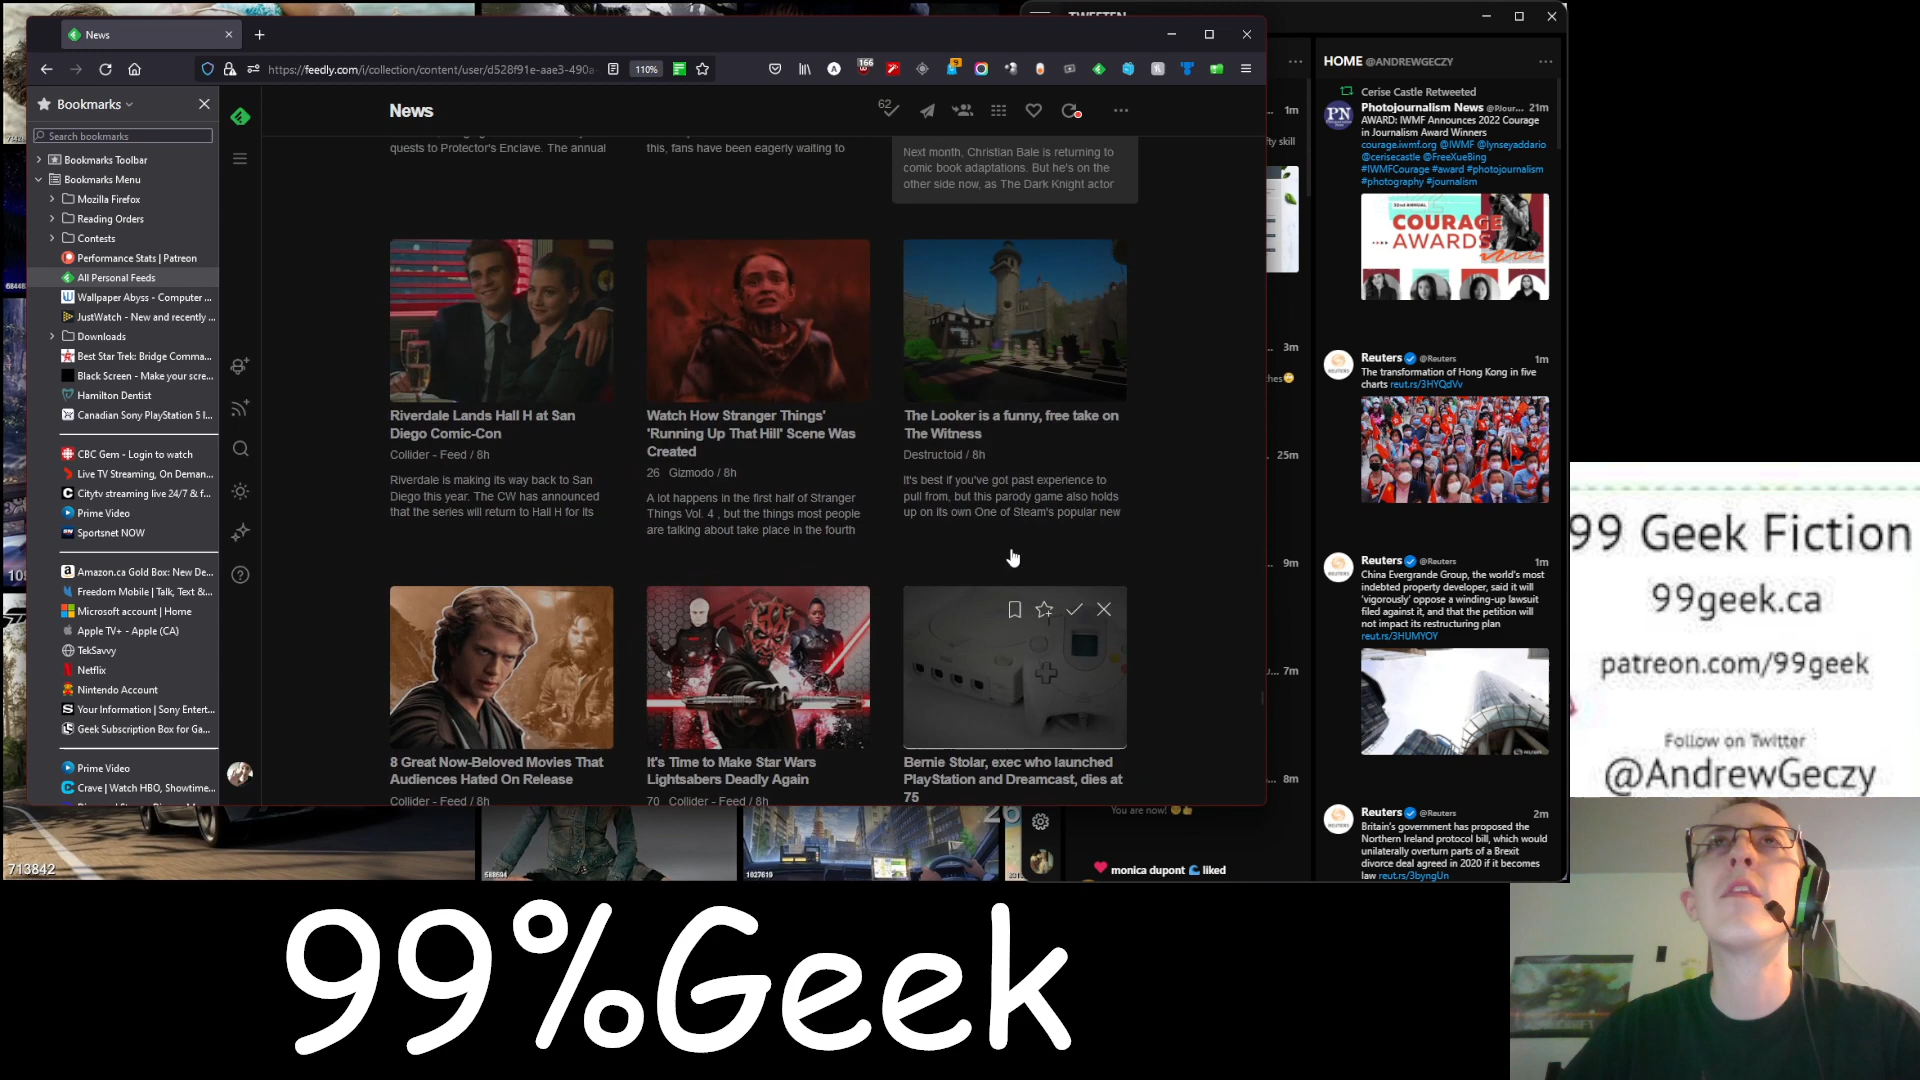 News
https://feedly.com/i/collection/content/user/d528f91e-aae3-490a-
110%
166
9
Bookmarks
Search bookmarks
Bookmarks Toolbar
Bookmarks Menu
Mozilla Firefox
Reading Orders
Contests
Performance Stats | Patreon
All Personal Feeds
Wallpaper Abyss - Computer ...
JustWatch - New and recently ...
Downloads
Best Star Trek: Bridge Comma...
Black Screen - Make your scre...
Hamilton Dentist
Canadian Sony PlayStation 5 I...
CBC Gem - Login to watch
Live TV Streaming, On Deman...
Citytv streaming live 24/7 & f...
Prime Video
Sportsnet NOW
Amazon.ca Gold Box: New De...
Freedom Mobile | Talk, Text &...
Microsoft account | Home
Apple TV+ - Apple (CA)
TekSavvy
Netflix
Nintendo Account
Your Information | Sony Entert...
Geek Subscription Box for Ga...
Prime Video
Crave | Watch HBO, Showtime...
News
62
quests to Protector's Enclave. The annual
this, fans have been eagerly waiting to
Next month, Christian Bale is returning to
comic book adaptations. But he's on the
other side now, as The Dark Knight actor
Riverdale Lands Hall H at San
Diego Comic-Con
Collider - Feed / 8h
Riverdale is making its way back to San
Diego this year. The CW has announced
that the series will return to Hall H for its
Watch How Stranger Things'
'Running Up That Hill' Scene Was
Created
26 Gizmodo / 8h
A lot happens in the first half of Stranger
Things Vol. 4 , but the things most people
are talking about take place in the fourth
The Looker is a funny, free take on
The Witness
Destructoid / 8h
It's best if you've got past experience to
pull from, but this parody game also holds
up on its own One of Steam's popular new
8 Great Now-Beloved Movies That
Audiences Hated On Release
Collider - Feed / 8h
It's Time to Make Star Wars
Lightsabers Deadly Again
70 Collider - Feed / 8h
Bernie Stolar, exec who launched
PlayStation and Dreamcast, dies at
75
TWEETEN
1m
fty skill
3m
25m
9m
7m
8m
You are now!
monica dupont liked
HOME @ANDREWGECZY
Cerise Castle Retweeted
Photojournalism News @PJour... 21m
AWARD: IWMF Announces 2022 Courage
in Journalism Award Winners
courage.iwmf.org @IWMF @lynseyaddario
@cerisecastle @FreeXueBing
#IWMFCourage #award #photojournalism
#photography #journalism
PN
COURAGE
AWARDS
Reuters @Reuters 1m
The transformation of Hong Kong in five
charts reut.rs/3HYQdVv
Reuters @Reuters 1m
China Evergrande Group, the world's most
indebted property developer, said it will
'vigorously' oppose a winding-up lawsuit
filed against it, and that the petition will
not impact its restructuring plan
reut.rs/3HUMYOY
Reuters @Reuters 2m
Britain's government has proposed the
Northern Ireland protocol bill, which would
unilaterally overturn parts of a Brexit
divorce deal agreed in 2020 if it becomes
law reut.rs/3byngUn
99 Geek Fiction
99geek.ca
patreon.com/99geek
Follow on Twitter
@AndrewGeczy
713842
588694
1027619
99%Geek